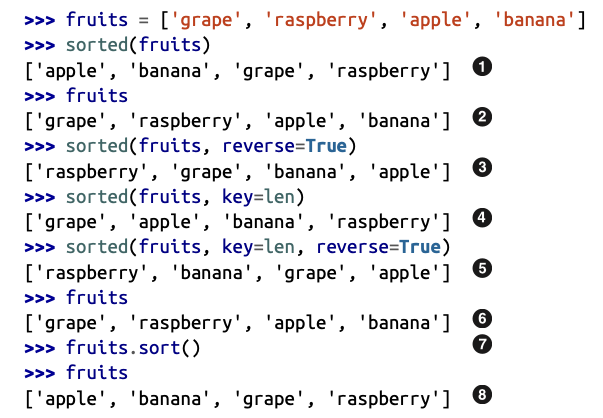 >>> fruits = ['grape', 'raspberry', 'apple', 'banana']
>>> sorted(fruits)
['apple', 'banana', 'grape', 'raspberry'] ❶
>>> fruits
['grape', 'raspberry', 'apple', 'banana'] ❷
>>> sorted(fruits, reverse=True)
['raspberry', 'grape', 'banana', 'apple'] ❸
>>> sorted(fruits, key=len)
['grape', 'apple', 'banana', 'raspberry'] ❹
>>> sorted(fruits, key=len, reverse=True)
['raspberry', 'banana', 'grape', 'apple'] ❺
>>> fruits
['grape', 'raspberry', 'apple', 'banana'] ❻
>>> fruits.sort() ❼
>>> fruits
['apple', 'banana', 'grape', 'raspberry'] ❽